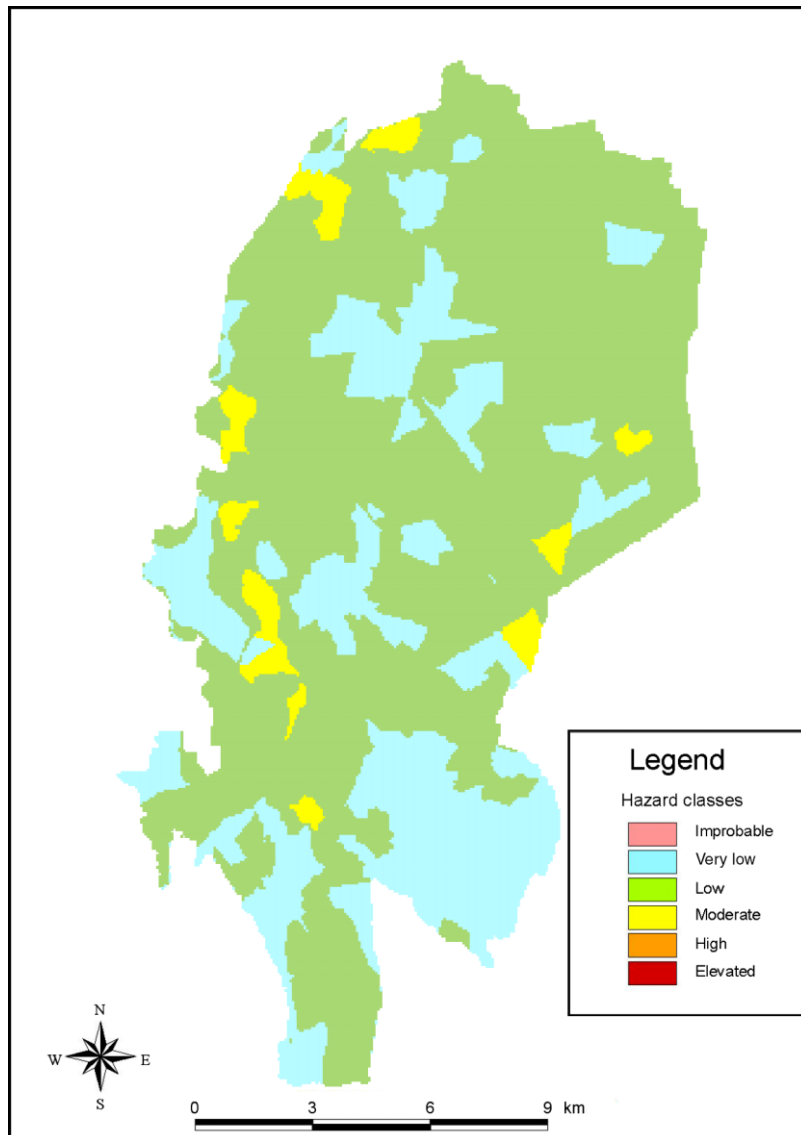 Legend
Hazard classes
Improbable
Very low
Low
Moderate
High
Elevated
N
W E
S
0 3 6 9 km